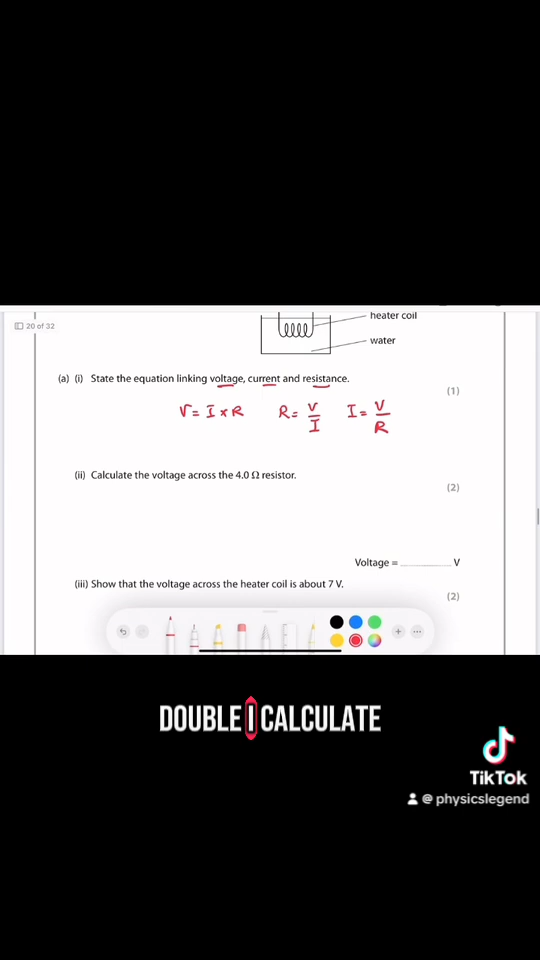 heater coil
20 of 32
water
(a) (i) State the equation linking voltage, current and resistance.
(1)
V = I × R   R = V/I   I = V/R
(ii) Calculate the voltage across the 4.0 Ω resistor.
(2)
Voltage = ____________ V
(iii) Show that the voltage across the heater coil is about 7 V.
(2)
DOUBLE I CALCULATE
TikTok
@ physicslegend